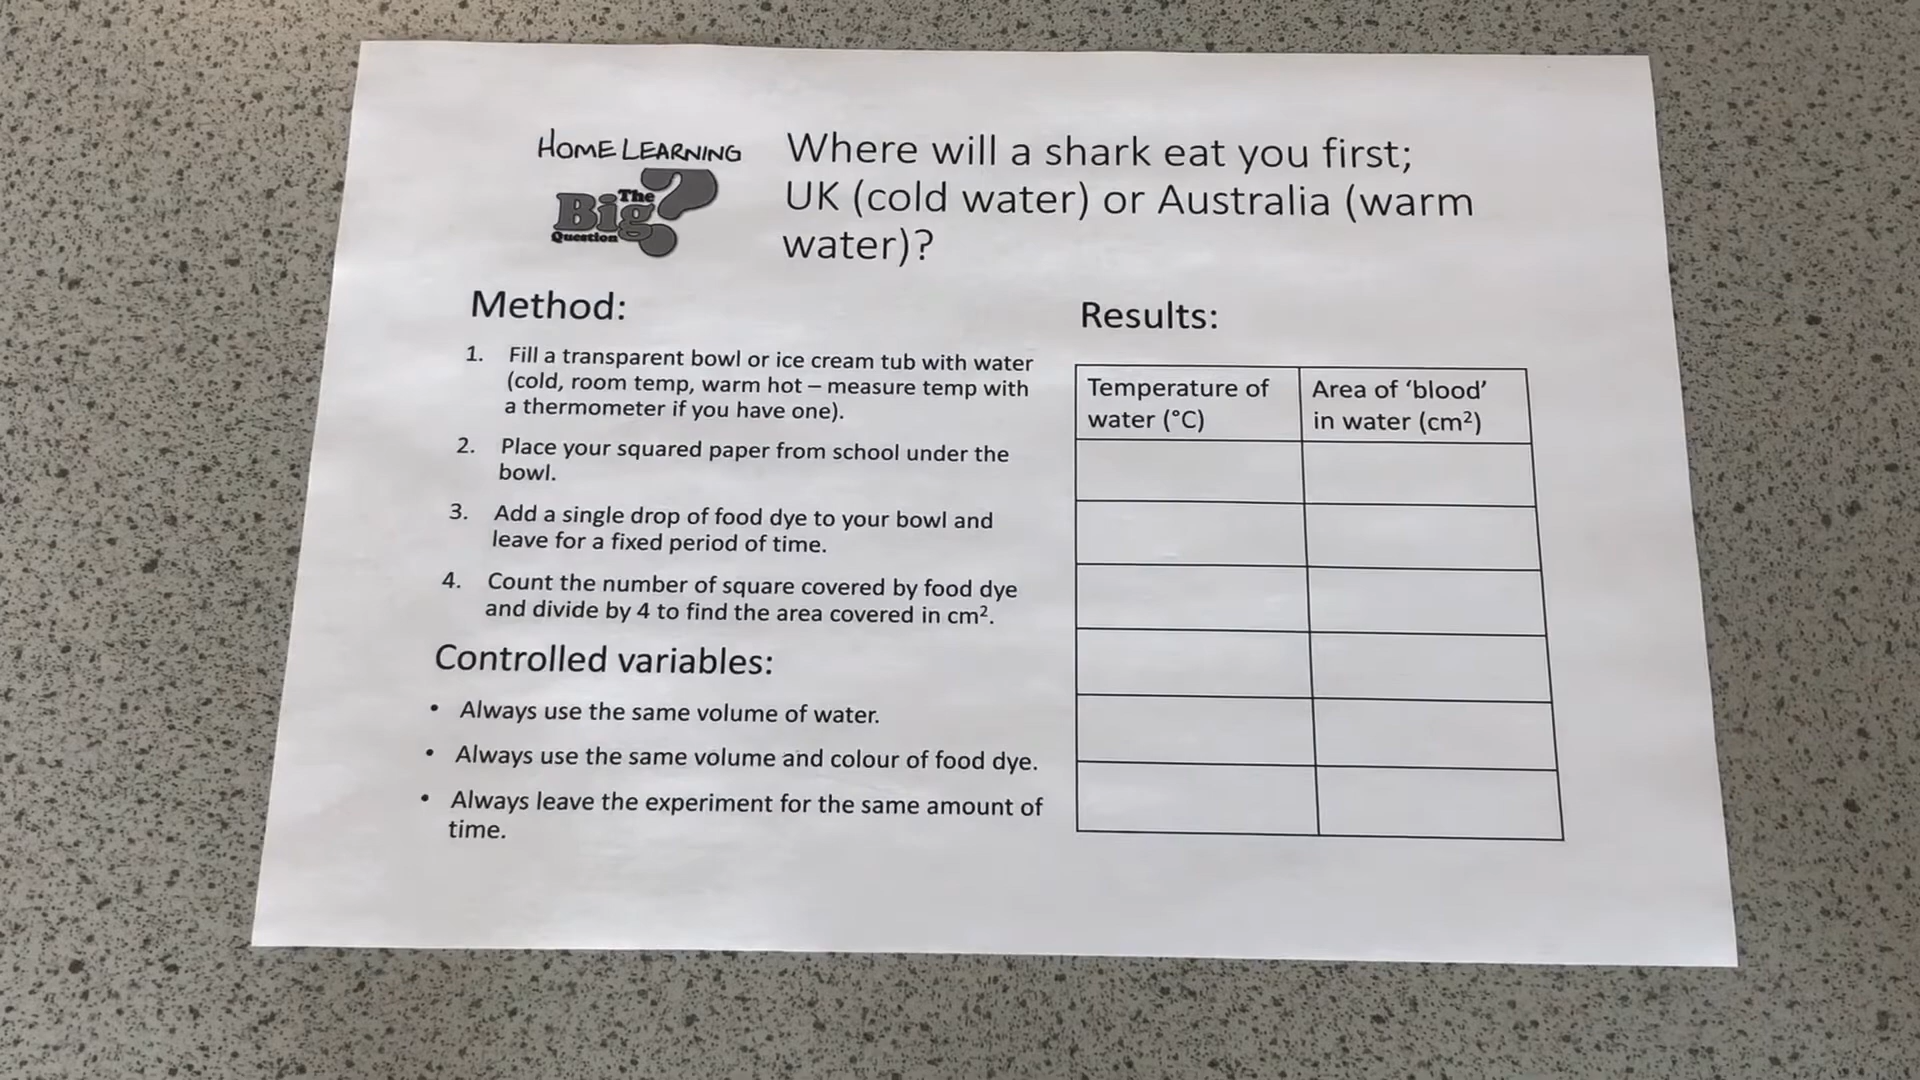 HOME LEARNING
The
Big
Question
?
Where will a shark eat you first;
UK (cold water) or Australia (warm
water)?
Method:
1. Fill a transparent bowl or ice cream tub with water
(cold, room temp, warm hot – measure temp with
a thermometer if you have one).
2. Place your squared paper from school under the
bowl.
3. Add a single drop of food dye to your bowl and
leave for a fixed period of time.
4. Count the number of square covered by food dye
and divide by 4 to find the area covered in cm².
Controlled variables:
• Always use the same volume of water.
• Always use the same volume and colour of food dye.
• Always leave the experiment for the same amount of
time.
Results:
Temperature of
water (°C)
Area of ‘blood’
in water (cm²)